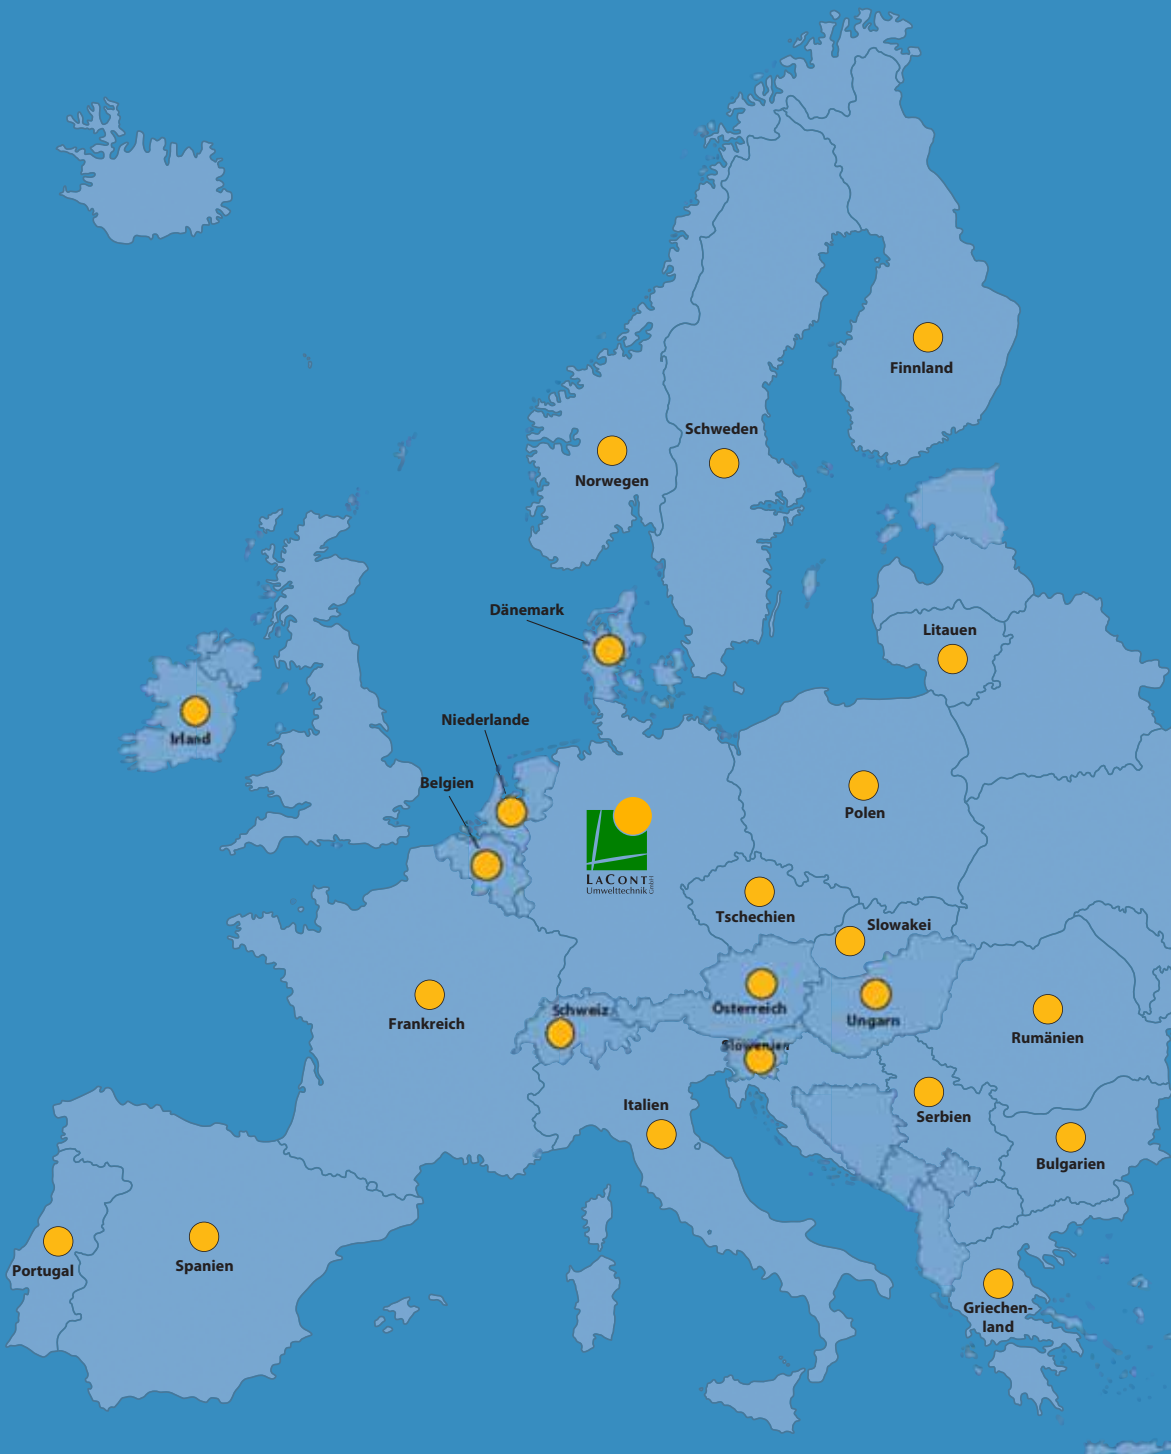 Finnland
Schweden
Norwegen
Dänemark
Litauen
Niederlande
Irland
Belgien
Polen
LaCont
Umwelttechnik GmbH
Tschechien
Slowakei
Frankreich
Schweiz
Österreich
Ungarn
Rumänien
Slowenien
Italien
Serbien
Bulgarien
Portugal
Spanien
Griechen-
land